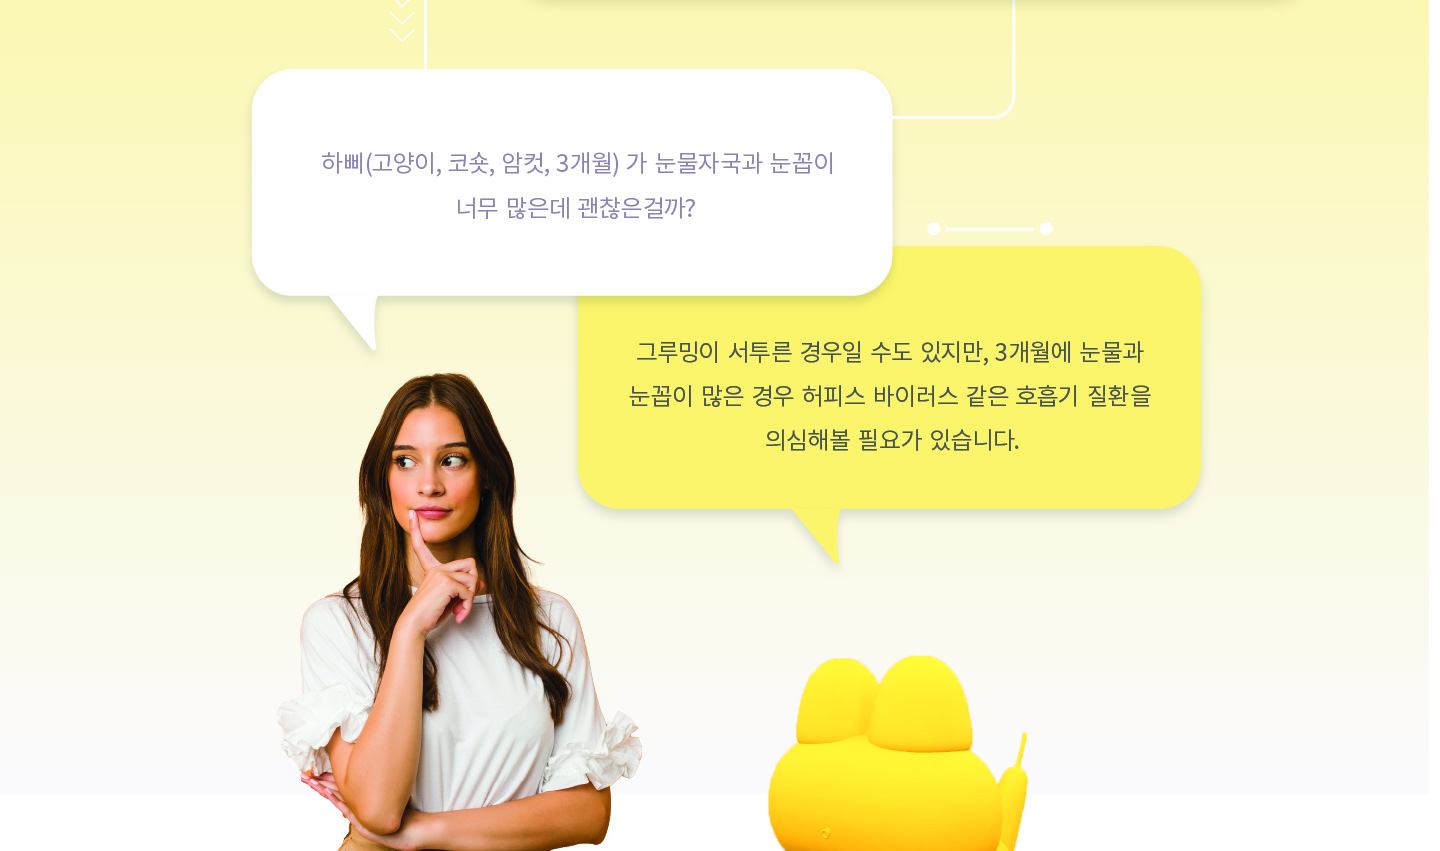 하삐(고양이, 코숏, 암컷, 3개월) 가 눈물자국과 눈꼽이
너무 많은데 괜찮은걸까?
그루밍이 서투른 경우일 수도 있지만, 3개월에 눈물과
눈꼽이 많은 경우 허피스 바이러스 같은 호흡기 질환을
의심해볼 필요가 있습니다.